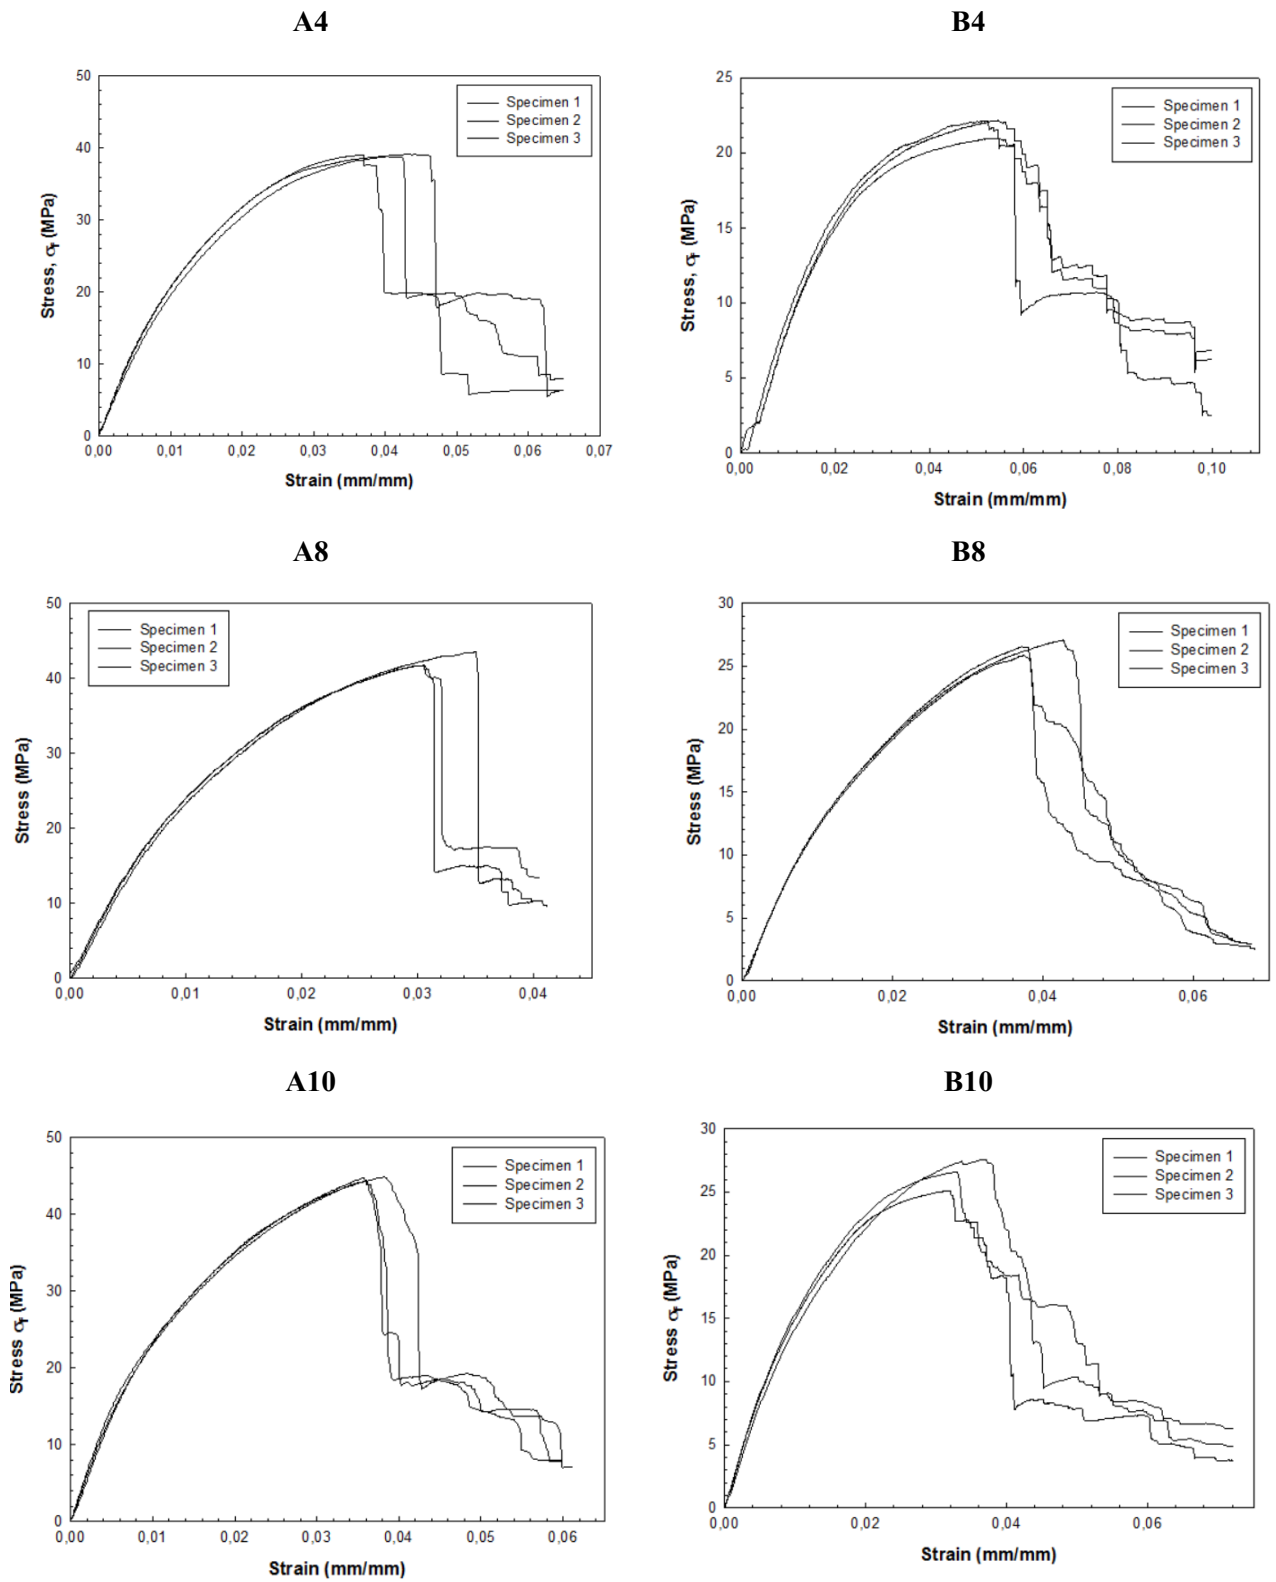 A4
50
40
30
20
10
0
Stress, σf (MPa)
Specimen 1
Specimen 2
Specimen 3
0,00 0,01 0,02 0,03 0,04 0,05 0,06 0,07
Strain (mm/mm)
B4
25
20
15
10
5
0
Stress, σf (MPa)
Specimen 1
Specimen 2
Specimen 3
0,00 0,02 0,04 0,06 0,08 0,10
Strain (mm/mm)
A8
50
40
30
20
10
0
Stress (MPa)
Specimen 1
Specimen 2
Specimen 3
0,00 0,01 0,02 0,03 0,04
Strain (mm/mm)
B8
30
25
20
15
10
5
0
Stress (MPa)
Specimen 1
Specimen 2
Specimen 3
0,00 0,02 0,04 0,06
Strain (mm/mm)
A10
50
40
30
20
10
0
Stress σf (MPa)
Specimen 1
Specimen 2
Specimen 3
0,00 0,01 0,02 0,03 0,04 0,05 0,06
Strain (mm/mm)
B10
30
25
20
15
10
5
0
Stress σf (MPa)
Specimen 1
Specimen 2
Specimen 3
0,00 0,02 0,04 0,06
Strain (mm/mm)